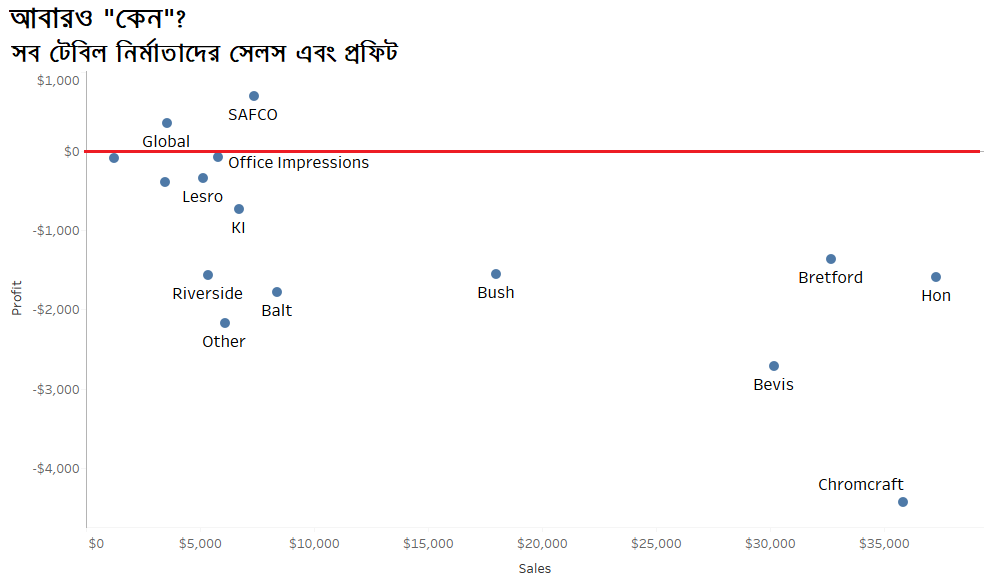 আবারও "কেন"?
সব টেবিল নির্মাতাদের সেলস এবং প্রফিট
$1,000
SAFCO
Global
$0
Office Impressions
Lesro
KI
-$1,000
Riverside
Balt
Bush
Bretford
Hon
Profit
-$2,000
Other
-$3,000
Bevis
-$4,000
Chromcraft
$0 $5,000 $10,000 $15,000 $20,000 $25,000 $30,000 $35,000
Sales